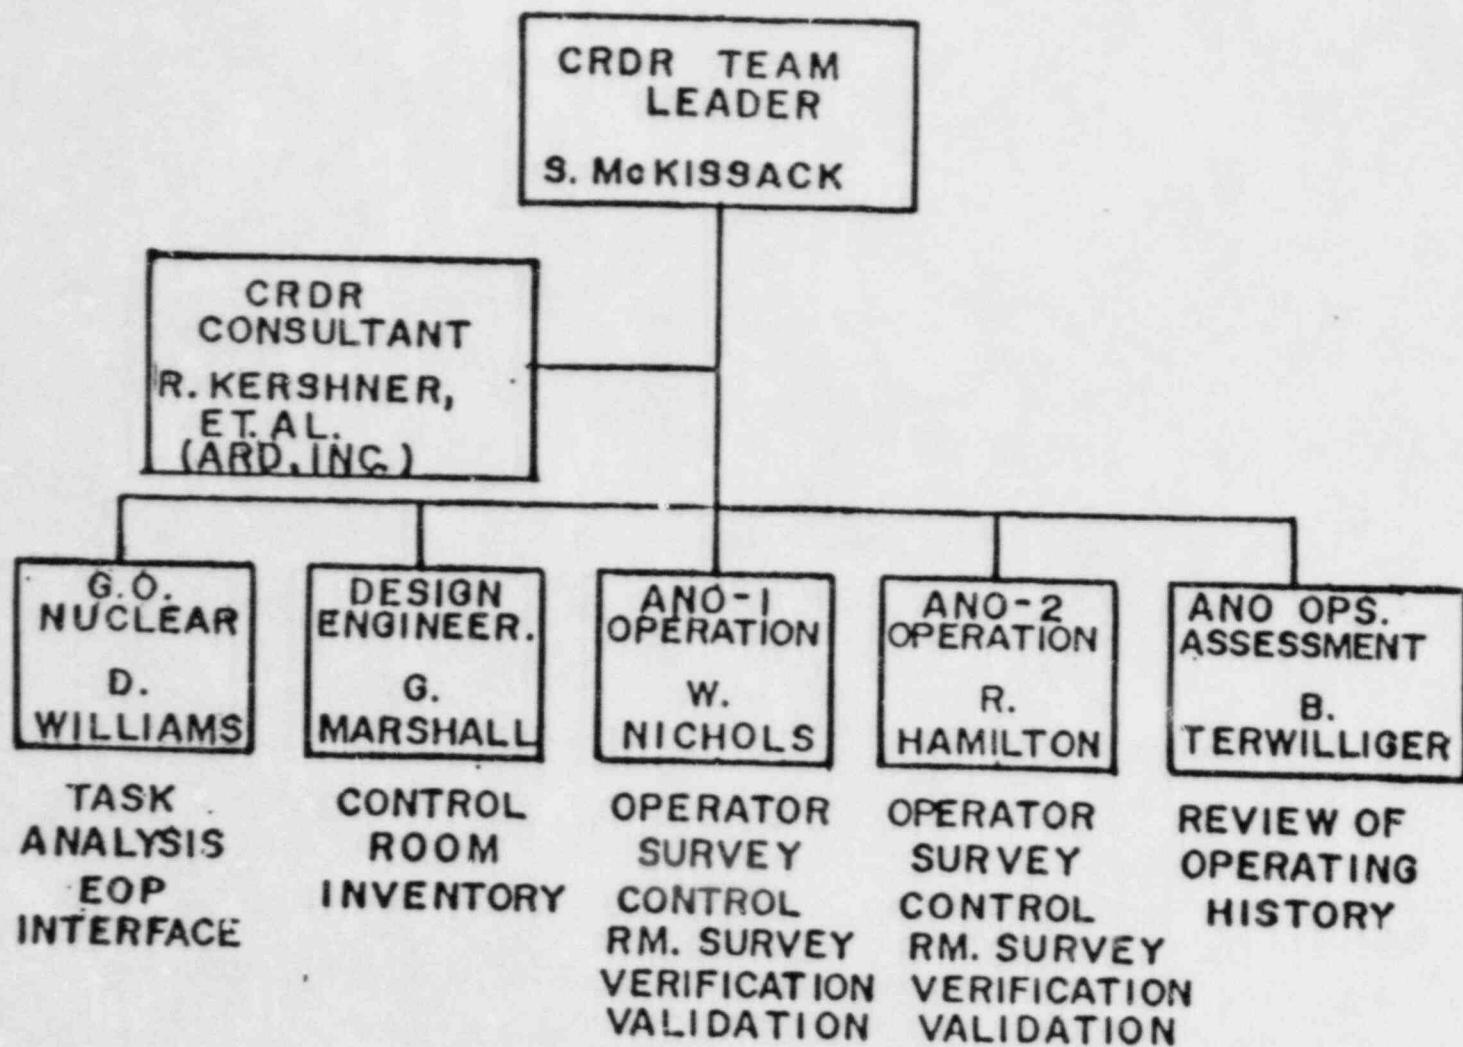 CRDR TEAM
LEADER
S. McKISSACK
CRDR
CONSULTANT
R. KERSHNER,
ET. AL.
(ARD, INC.)
G.O.
NUCLEAR
D.
WILLIAMS
TASK
ANALYSIS
EOP
INTERFACE
DESIGN
ENGINEER.
G.
MARSHALL
CONTROL
ROOM
INVENTORY
ANO-1
OPERATION
W.
NICHOLS
OPERATOR
SURVEY
CONTROL
RM. SURVEY
VERIFICATION
VALIDATION
ANO-2
OPERATION
R.
HAMILTON
OPERATOR
SURVEY
CONTROL
RM. SURVEY
VERIFICATION
VALIDATION
ANO OPS.
ASSESSMENT
B.
TERWILLIGER
REVIEW OF
OPERATING
HISTORY